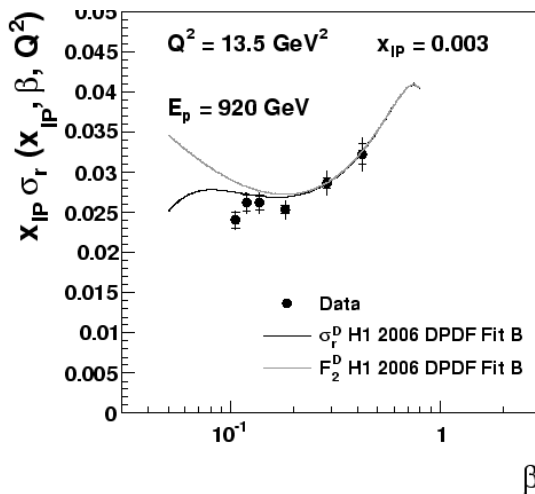 0.05
0.045
0.04
0.035
0.03
0.025
0.02
0.015
0.01
0.005
0
x_IP σ_r (x_IP, β, Q²)
Q² = 13.5 GeV² x_IP = 0.003
E_p = 920 GeV
Data
σ_r^D H1 2006 DPDF Fit B
F_2^D H1 2006 DPDF Fit B
10⁻¹ 1
β